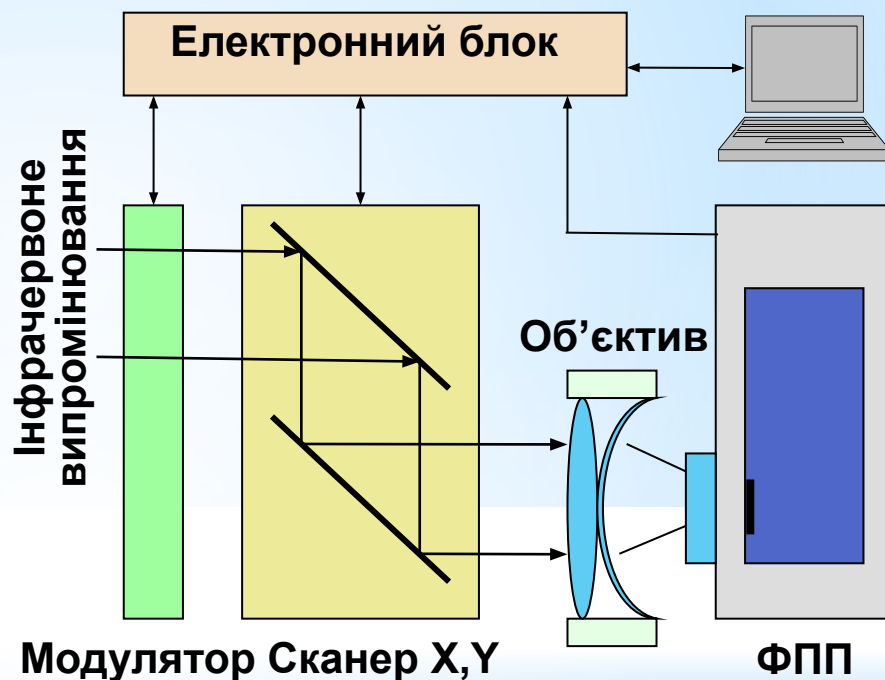 Електронний блок
Інфрачервоне
випромінювання
Об’єктив
Модулятор Сканер X,Y
ФПП